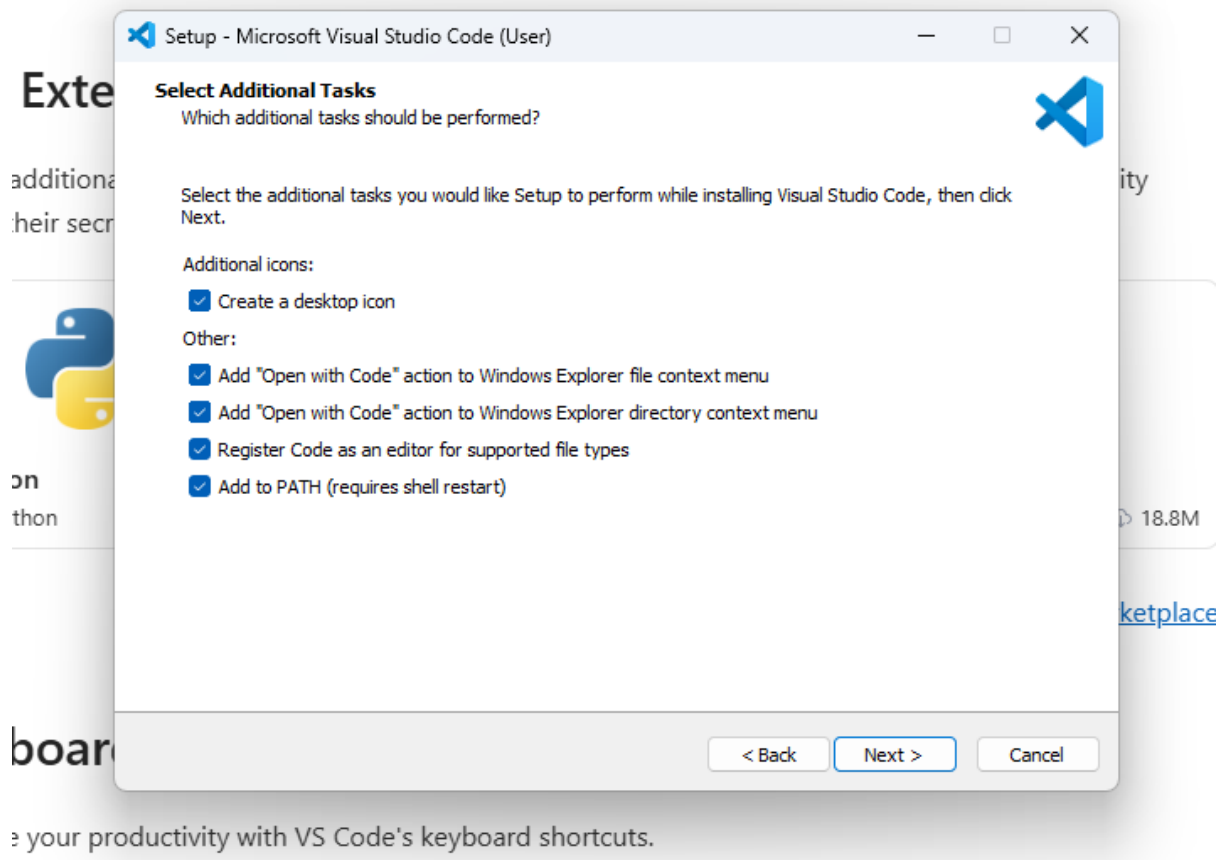 Setup - Microsoft Visual Studio Code (User)
Select Additional Tasks
Which additional tasks should be performed?
Select the additional tasks you would like Setup to perform while installing Visual Studio Code, then click
Next.
Additional icons:
Create a desktop icon
Other:
Add "Open with Code" action to Windows Explorer file context menu
Add "Open with Code" action to Windows Explorer directory context menu
Register Code as an editor for supported file types
Add to PATH (requires shell restart)
< Back
Next >
Cancel
Exte
additiona
ity
heir secr
on
thon
18.8M
ketplace
boar
e your productivity with VS Code's keyboard shortcuts.